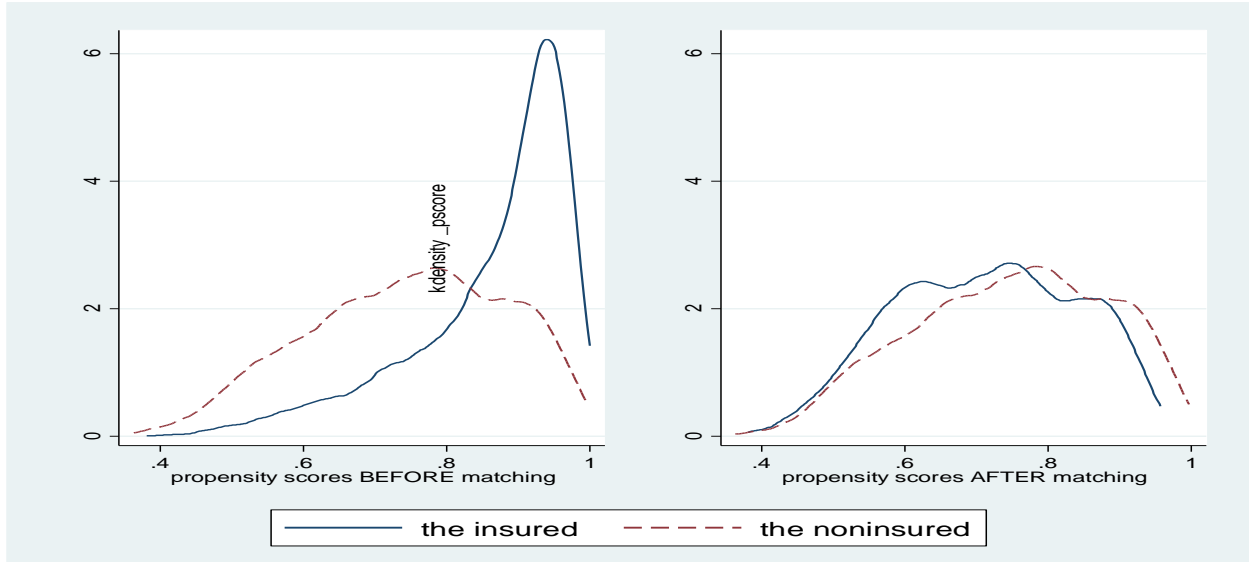 6
4
2
0
kdensity _pscore
.4 .6 .8 1
propensity scores BEFORE matching
6
4
2
0
.4 .6 .8 1
propensity scores AFTER matching
the insured the noninsured